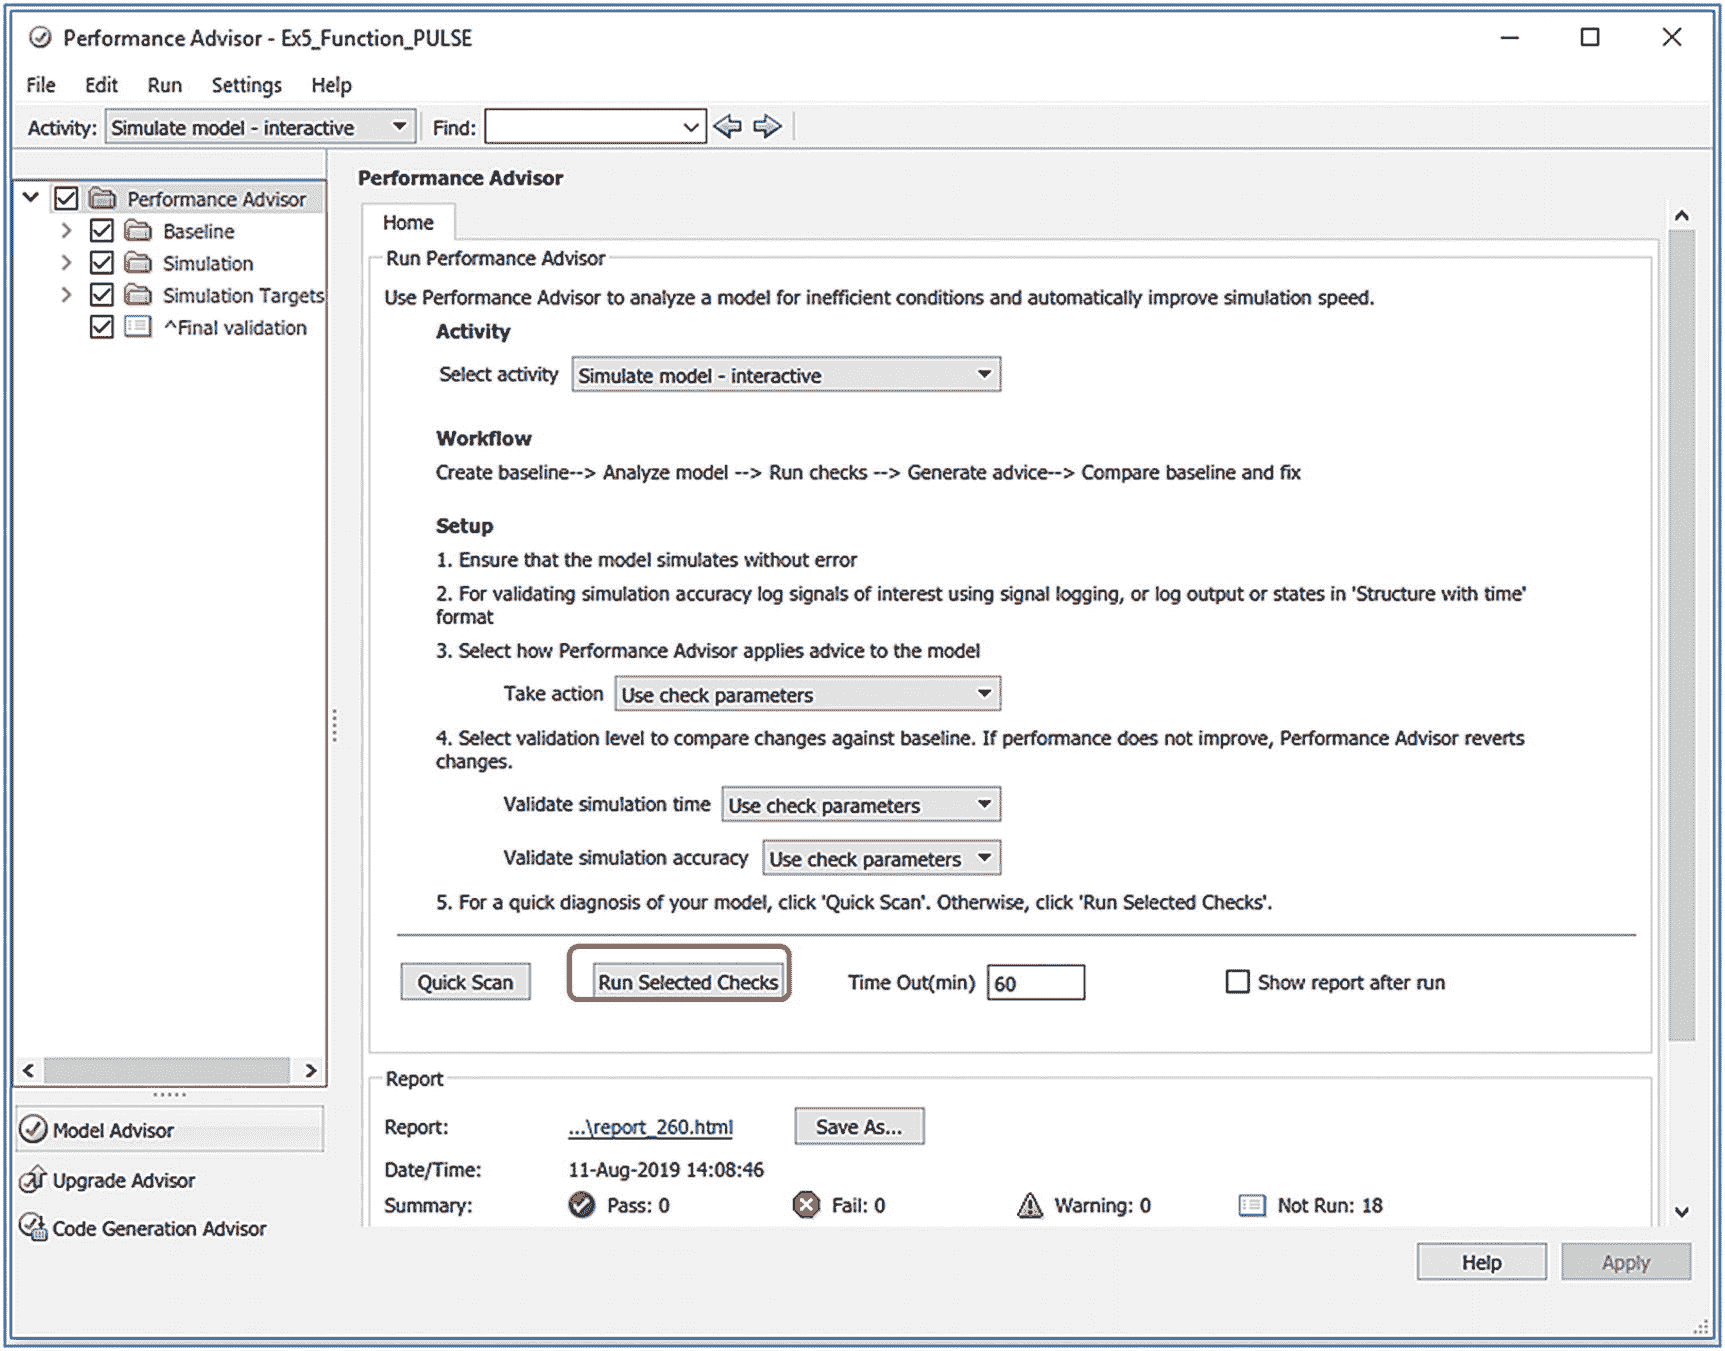 Performance Advisor - Ex5_Function_PULSE
File Edit Run Settings Help
Activity: Simulate model - interactive Find:
Performance Advisor
Baseline
Simulation
Simulation Targets
^Final validation
Performance Advisor
Home
Run Performance Advisor
Use Performance Advisor to analyze a model for inefficient conditions and automatically improve simulation speed.
Activity
Select activity Simulate model - interactive
Workflow
Create baseline--> Analyze model --> Run checks --> Generate advice--> Compare baseline and fix
Setup
1. Ensure that the model simulates without error
2. For validating simulation accuracy log signals of interest using signal logging, or log output or states in 'Structure with time'
format
3. Select how Performance Advisor applies advice to the model
Take action Use check parameters
4. Select validation level to compare changes against baseline. If performance does not improve, Performance Advisor reverts
changes.
Validate simulation time Use check parameters
Validate simulation accuracy Use check parameters
5. For a quick diagnosis of your model, click 'Quick Scan'. Otherwise, click 'Run Selected Checks'.
Quick Scan Run Selected Checks Time Out(min) 60 Show report after run
Report
Report: ...\report_260.html Save As...
Date/Time: 11-Aug-2019 14:08:46
Summary: Pass: 0 Fail: 0 Warning: 0 Not Run: 18
Model Advisor
Upgrade Advisor
Code Generation Advisor
Help Apply